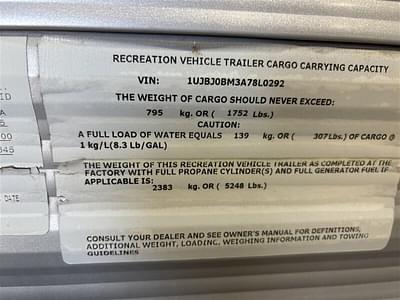 RECREATION VEHICLE TRAILER CARGO CARRYING CAPACITY
VIN: 1UJBJ0BM3A78L0292
THE WEIGHT OF CARGO SHOULD NEVER EXCEED:
795 kg. OR ( 1752 Lbs.)
CAUTION:
A FULL LOAD OF WATER EQUALS 139 kg. OR ( 307Lbs.) OF CARGO @
1 kg/L(8.3 Lb/GAL)
THE WEIGHT OF THIS RECREATION VEHICLE TRAILER AS COMPLETED AT THE
FACTORY WITH FULL PROPANE CYLINDER(S) AND FULL GENERATOR FUEL IF
APPLICABLE IS:
2383 kg. OR ( 5248 Lbs.)
CONSULT YOUR DEALER AND SEE OWNER'S MANUAL FOR DEFINITIONS,
ADDITIONAL WEIGHT, LOADING, WEIGHING INFORMATION AND TOWING
GUIDELINES
ID
00
345
DATE